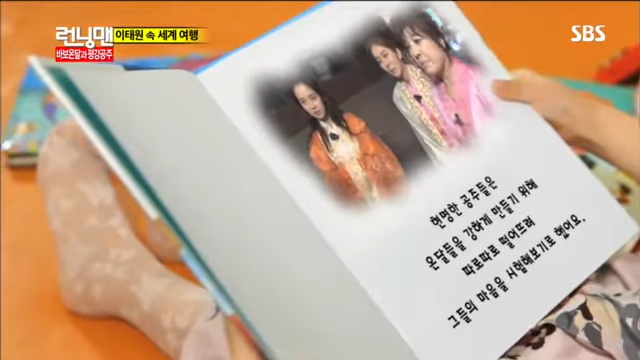 런닝맨
이태원 속 세계 여행
바보온달과 평강공주
SBS
현명한 공주들은
온달들을 강하게 만들기 위해
따로따로 떨어뜨려
그들의 마음을 시험해보기로 했어요.